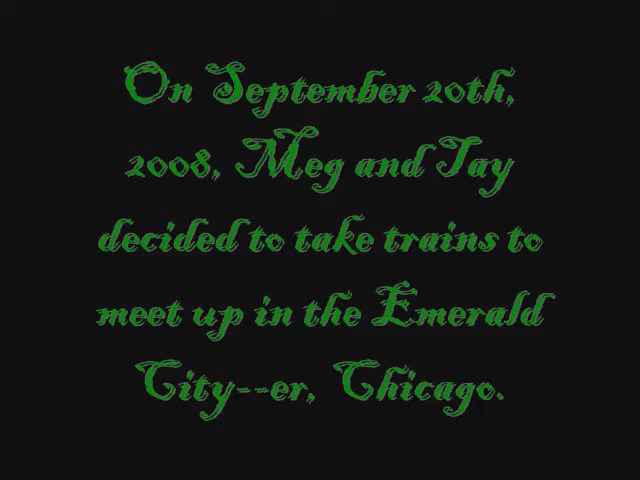 On September 20th,
2008, Meg and Jay
decided to take trains to
meet up in the Emerald
City--er, Chicago.